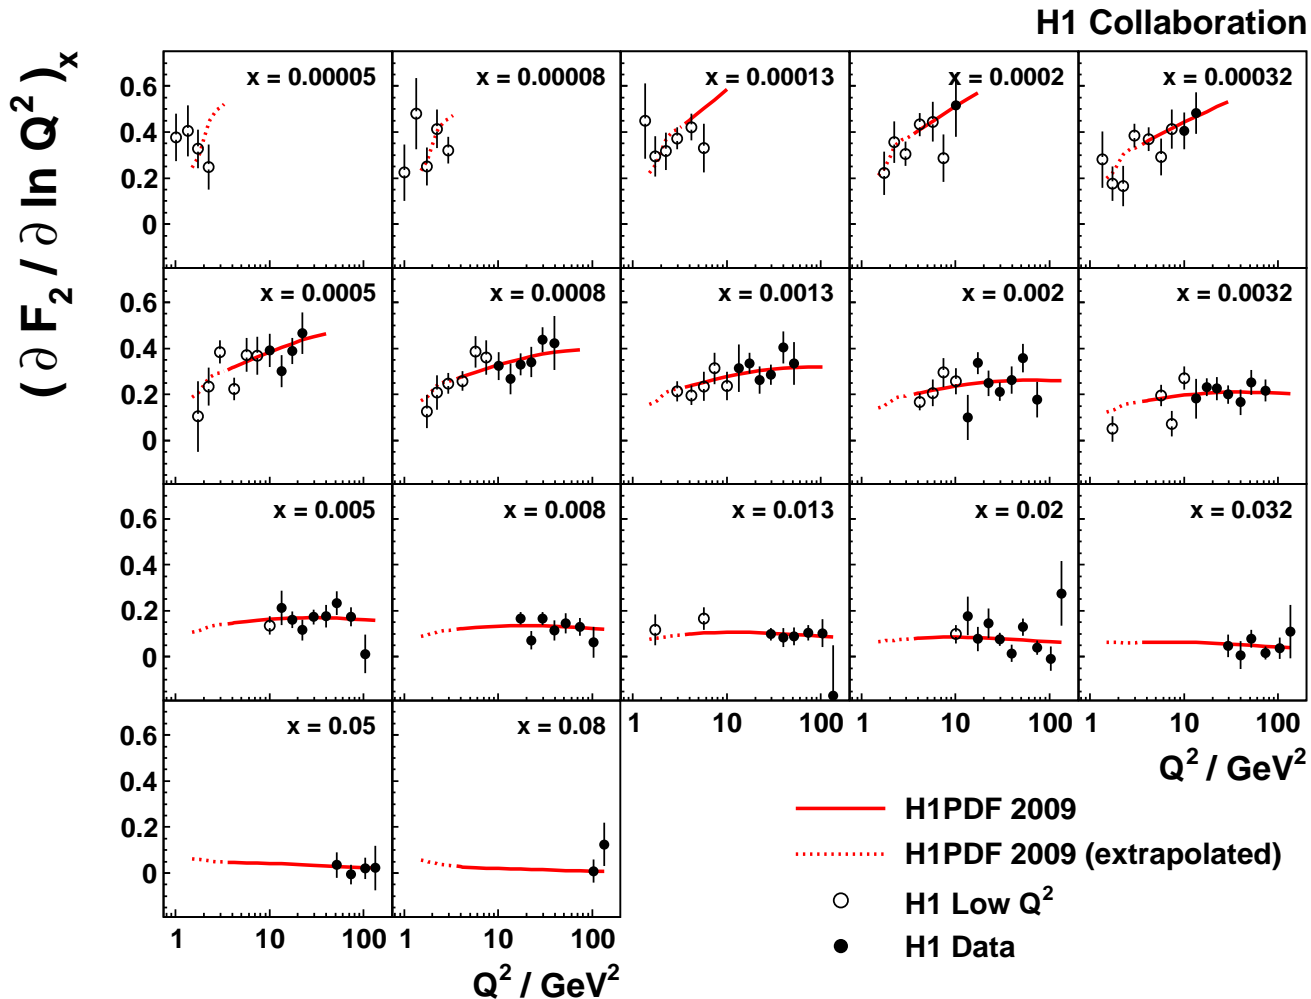 H1 Collaboration
(∂ F₂ / ∂ ln Q²)ₓ
x = 0.00005
x = 0.00008
x = 0.00013
x = 0.0002
x = 0.00032
0.6
0.4
0.2
0
x = 0.0005
x = 0.0008
x = 0.0013
x = 0.002
x = 0.0032
0.6
0.4
0.2
0
x = 0.005
x = 0.008
x = 0.013
x = 0.02
x = 0.032
0.6
0.4
0.2
0
1 10 100
1 10 100
1 10 100
Q² / GeV²
x = 0.05
x = 0.08
0.6
0.4
0.2
0
1 10 100
1 10 100
Q² / GeV²
H1PDF 2009
H1PDF 2009 (extrapolated)
H1 Low Q²
H1 Data